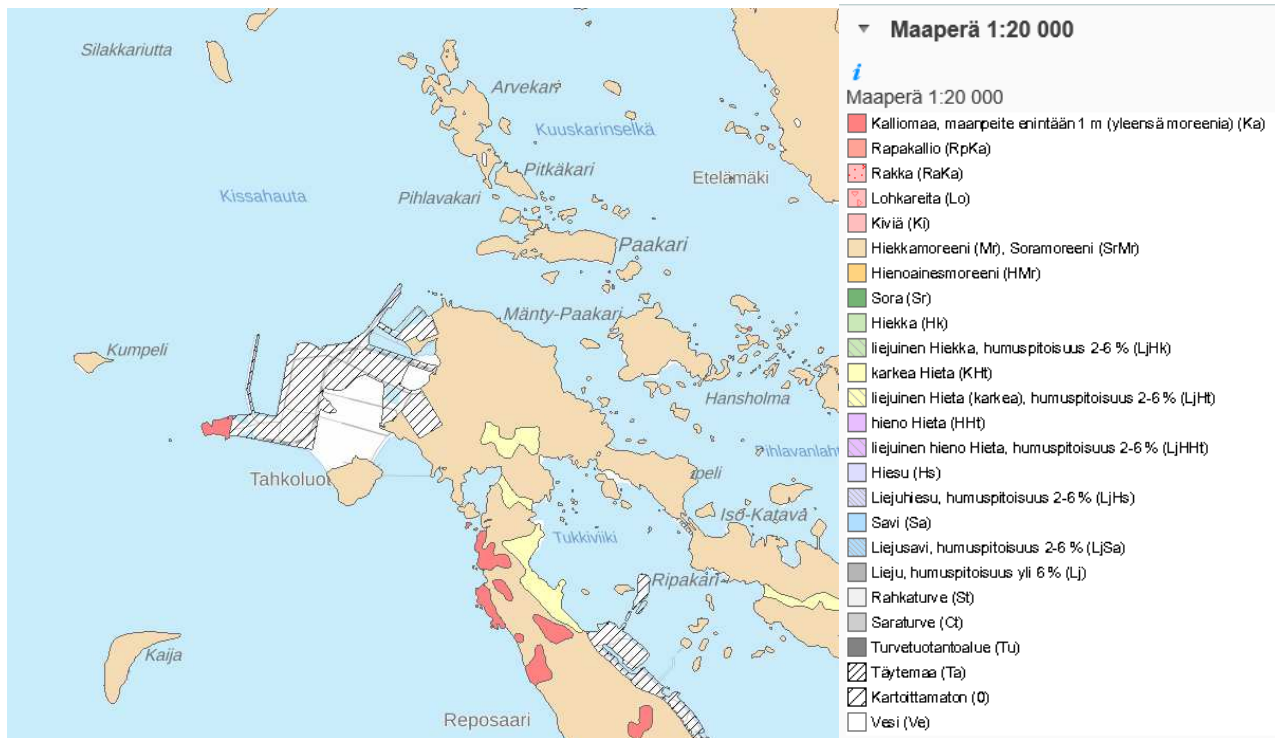 Silakkariutta
Arvekari
Kuuskarinselkä
Pitkäkari
Etelämäki
Kissahauta
Pihlavakari
Paakari
Mänty-Paakari
Kumpeli
Hansholma
Pihlavanlaht
peli
Tahkoluot
Iso-Katava
Tukkiviiki
Ripakari
Kaija
Reposaari
Maaperä 1:20 000
i
Maaperä 1:20 000
Kalliomaa, maanpeite enintään 1 m (yleensä moreenia) (Ka)
Rapakallio (RpKa)
Rakka (RaKa)
Lohkareita (Lo)
Kiviä (Ki)
Hiekkamoreeni (Mr), Soramoreeni (SrMr)
Hienoainesmoreeni (HMr)
Sora (Sr)
Hiekka (Hk)
liejuinen Hiekka, humuspitoisuus 2-6 % (LjHk)
karkea Hieta (KHt)
liejuinen Hieta (karkea), humuspitoisuus 2-6 % (LjHt)
hieno Hieta (HHt)
liejuinen hieno Hieta, humuspitoisuus 2-6 % (LjHHt)
Hiesu (Hs)
Liejuhiesu, humuspitoisuus 2-6 % (LjHs)
Savi (Sa)
Liejusavi, humuspitoisuus 2-6 % (LjSa)
Lieju, humuspitoisuus yli 6 % (Lj)
Rahkaturve (St)
Saraturve (Ct)
Turvetuotantoalue (Tu)
Täytemaa (Ta)
Kartoittamaton (0)
Vesi (Ve)